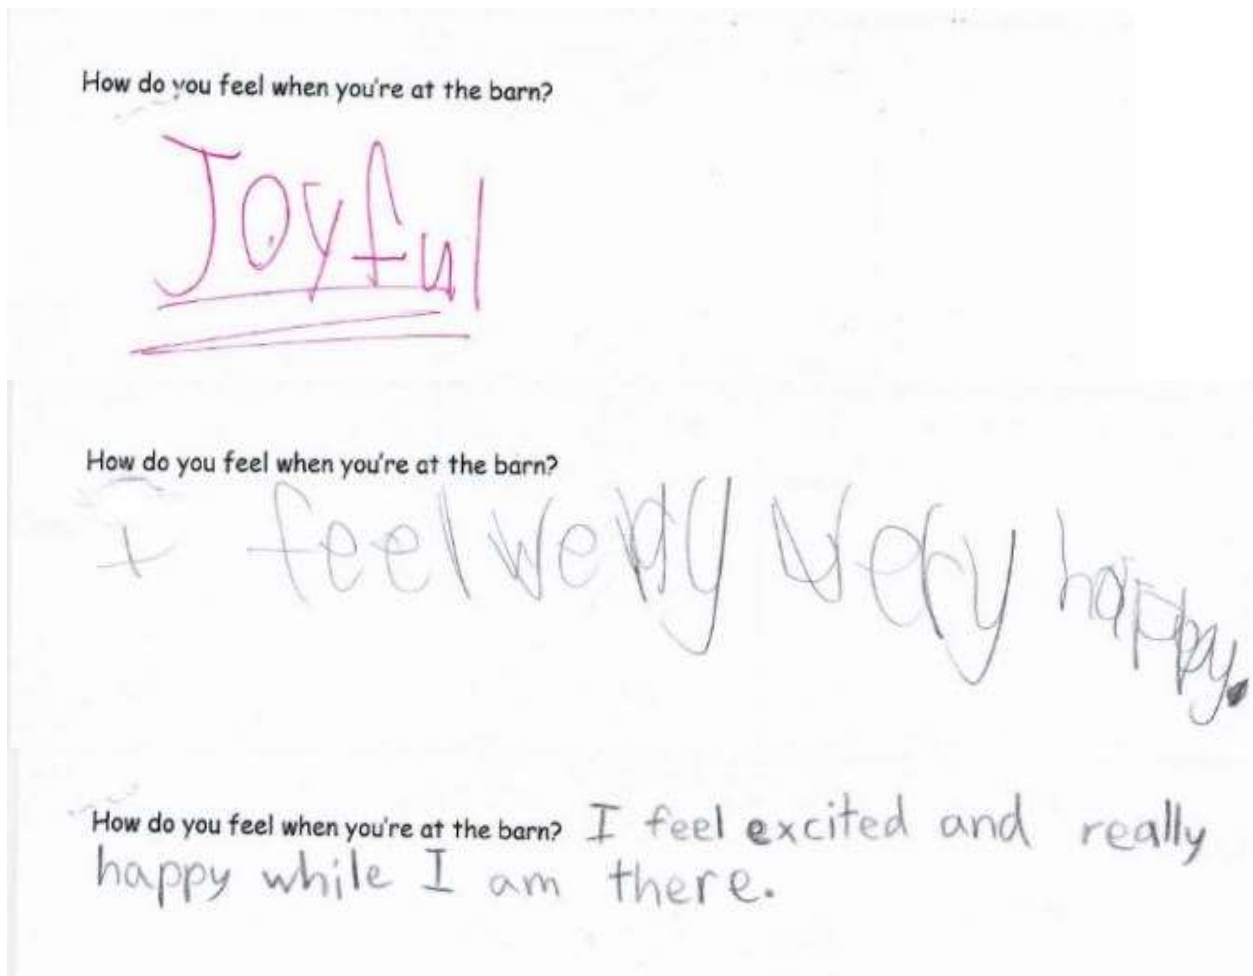 How do you feel when you're at the barn?
Joyful
How do you feel when you're at the barn?
I feel very very happy.
How do you feel when you're at the barn? I feel excited and really
happy while I am there.